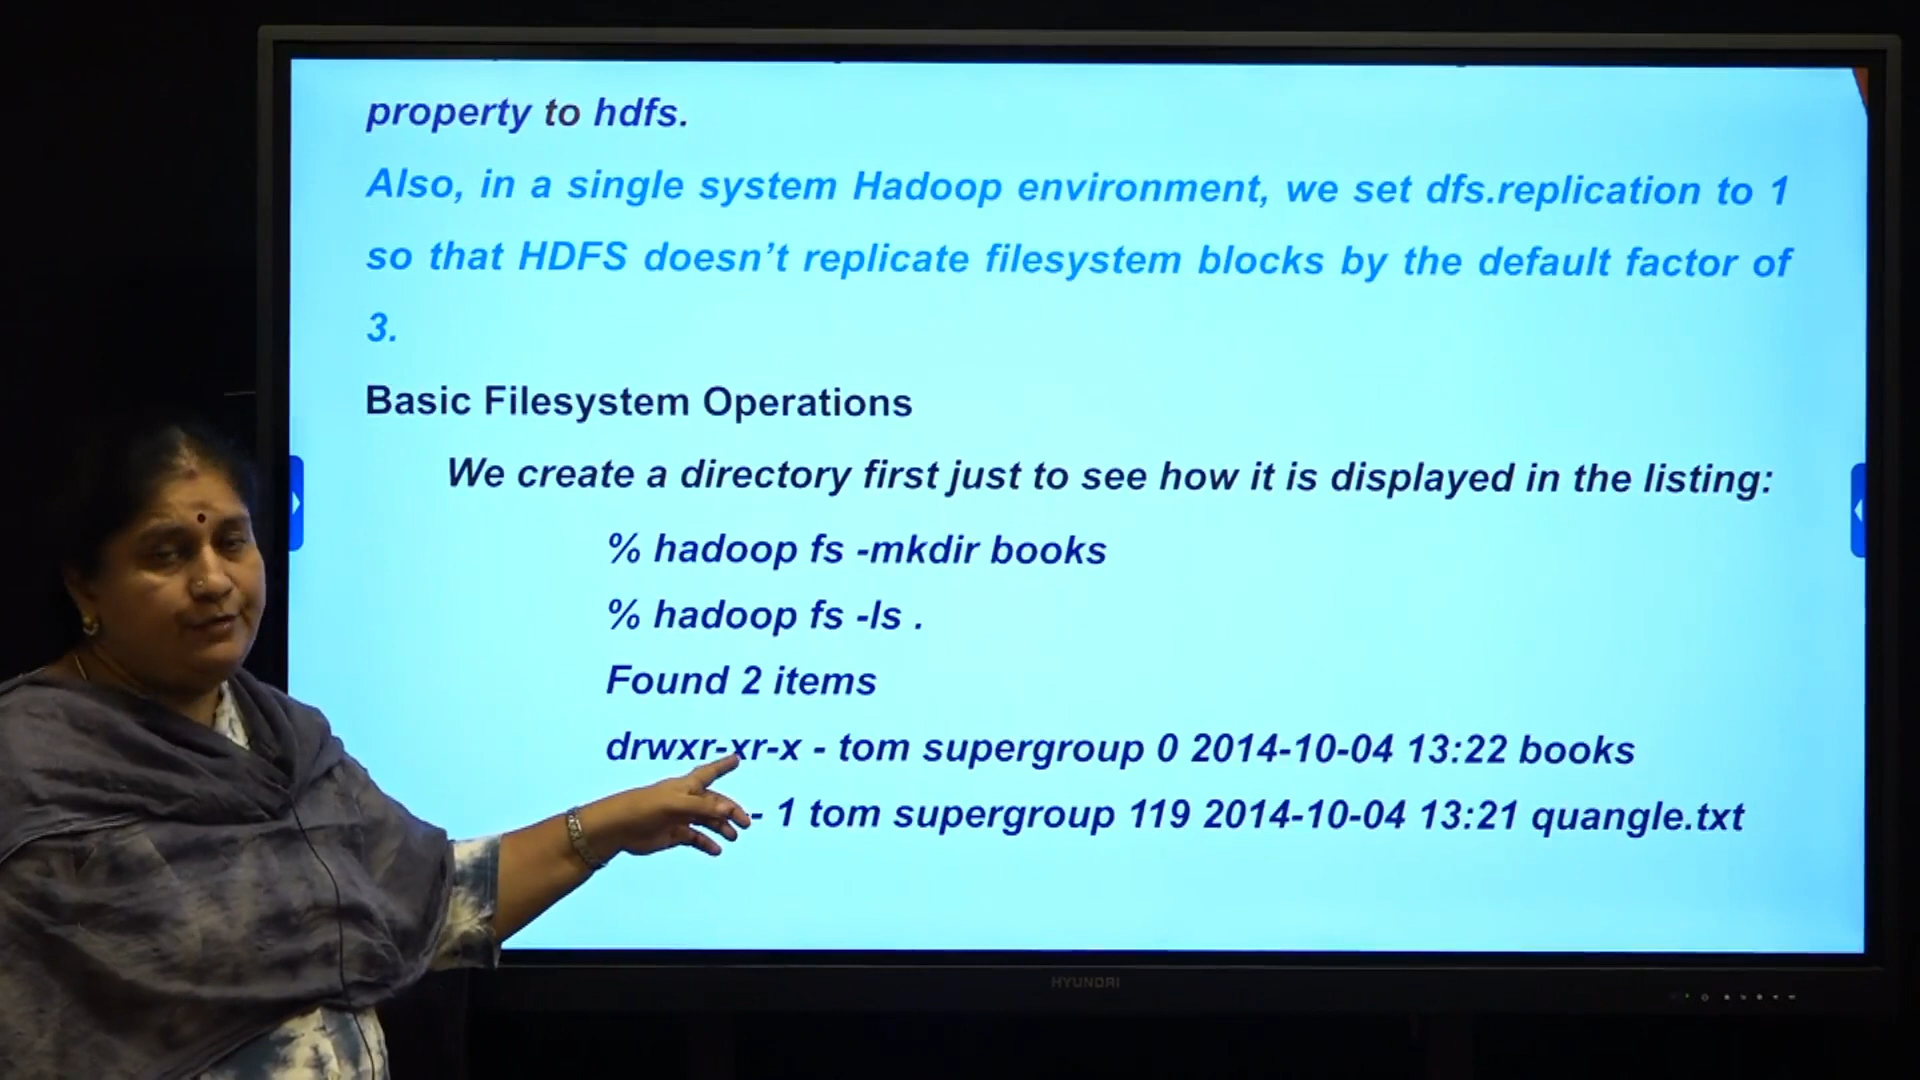 property to hdfs.
Also, in a single system Hadoop environment, we set dfs.replication to 1
so that HDFS doesn’t replicate filesystem blocks by the default factor of
3.
Basic Filesystem Operations
We create a directory first just to see how it is displayed in the listing:
% hadoop fs -mkdir books
% hadoop fs -ls .
Found 2 items
drwxr-xr-x - tom supergroup 0 2014-10-04 13:22 books
- 1 tom supergroup 119 2014-10-04 13:21 quangle.txt
HYUNDAI